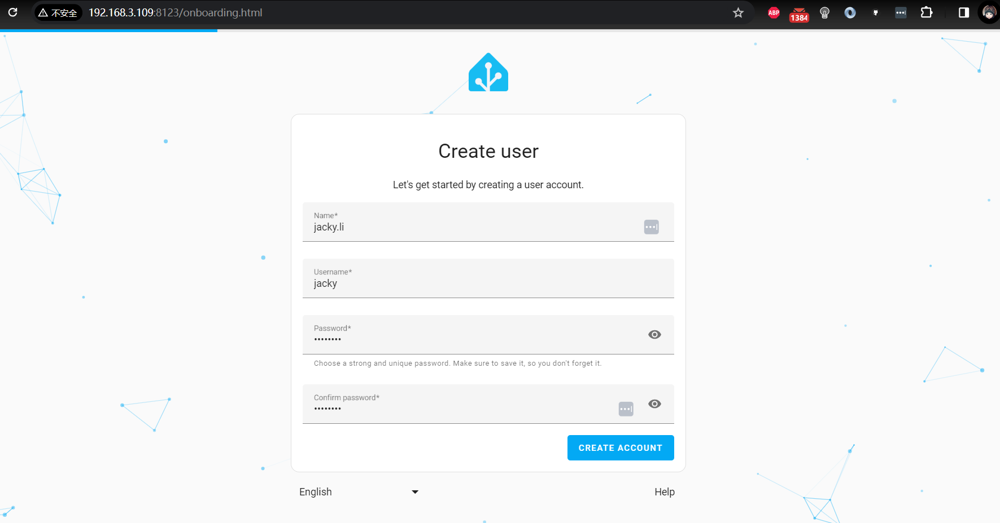 不安全 192.168.3.109:8123/onboarding.html
ABP
1384
Create user
Let's get started by creating a user account.
Name*
jacky.li
Username*
jacky
Password*
••••••••
Choose a strong and unique password. Make sure to save it, so you don't forget it.
Confirm password*
••••••••
CREATE ACCOUNT
English
Help